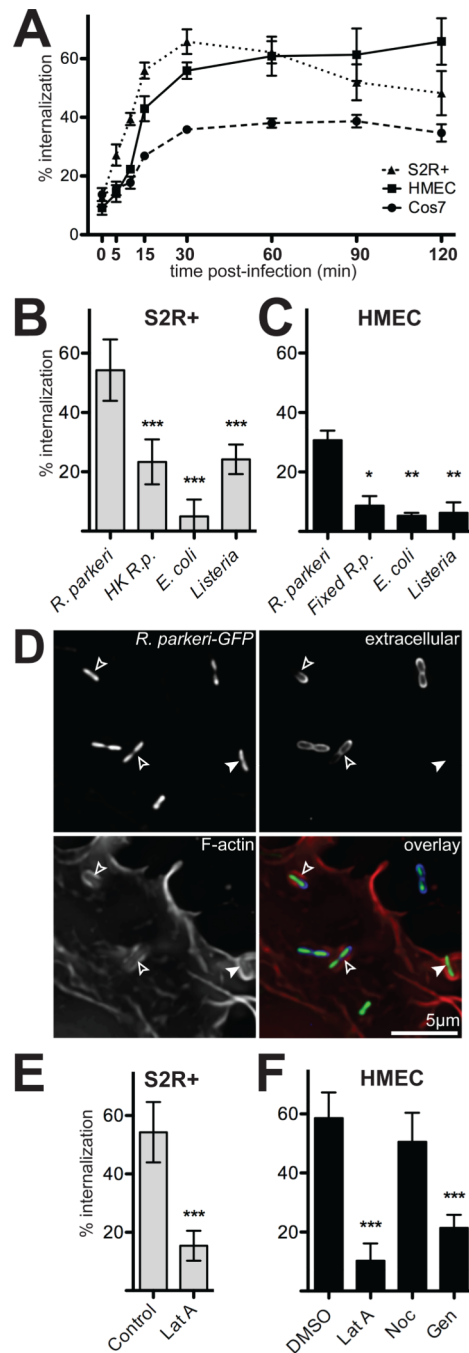 A
% internalization
60
40
20
0
0 5 10 15 30 60 90 120
time post-infection (min)
S2R+
HMEC
Cos7
B
S2R+
% internalization
60
40
20
***
***
***
R. parkeri
HK R.p.
E. coli
Listeria
C
HMEC
60
40
20
*
**
**
R. parkeri
Fixed R.p.
E. coli
Listeria
D
R. parkeri-GFP
extracellular
F-actin
overlay
5µm
E
S2R+
% internalization
60
40
20
***
Control
Lat A
F
HMEC
60
40
20
***
***
DMSO
Lat A
Noc
Gen